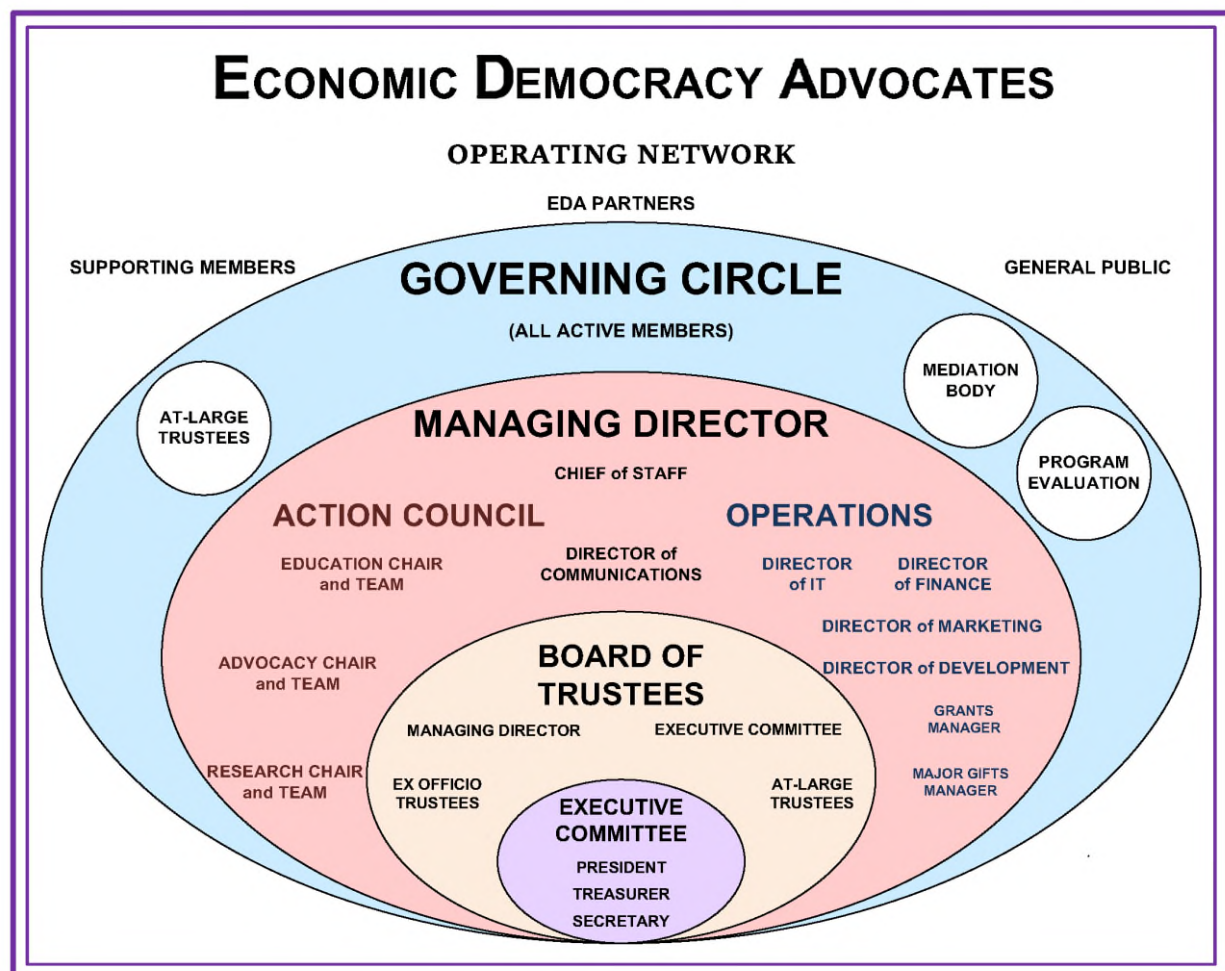 ECONOMIC DEMOCRACY ADVOCATES
OPERATING NETWORK
EDA PARTNERS
SUPPORTING MEMBERS
GENERAL PUBLIC
GOVERNING CIRCLE
(ALL ACTIVE MEMBERS)
AT-LARGE
TRUSTEES
MEDIATION
BODY
PROGRAM
EVALUATION
MANAGING DIRECTOR
CHIEF of STAFF
ACTION COUNCIL
OPERATIONS
EDUCATION CHAIR
and TEAM
DIRECTOR of
COMMUNICATIONS
DIRECTOR
of IT
DIRECTOR
of FINANCE
DIRECTOR of MARKETING
ADVOCACY CHAIR
and TEAM
DIRECTOR of DEVELOPMENT
GRANTS
MANAGER
RESEARCH CHAIR
and TEAM
MAJOR GIFTS
MANAGER
BOARD OF
TRUSTEES
MANAGING DIRECTOR
EXECUTIVE COMMITTEE
EX OFFICIO
TRUSTEES
AT-LARGE
TRUSTEES
EXECUTIVE
COMMITTEE
PRESIDENT
TREASURER
SECRETARY